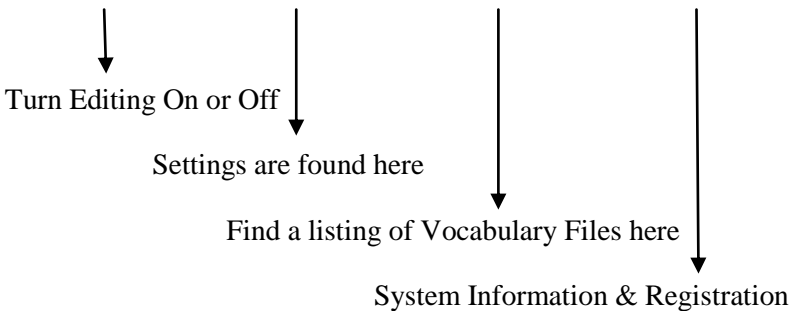 Turn Editing On or Off
Settings are found here
Find a listing of Vocabulary Files here
System Information & Registration